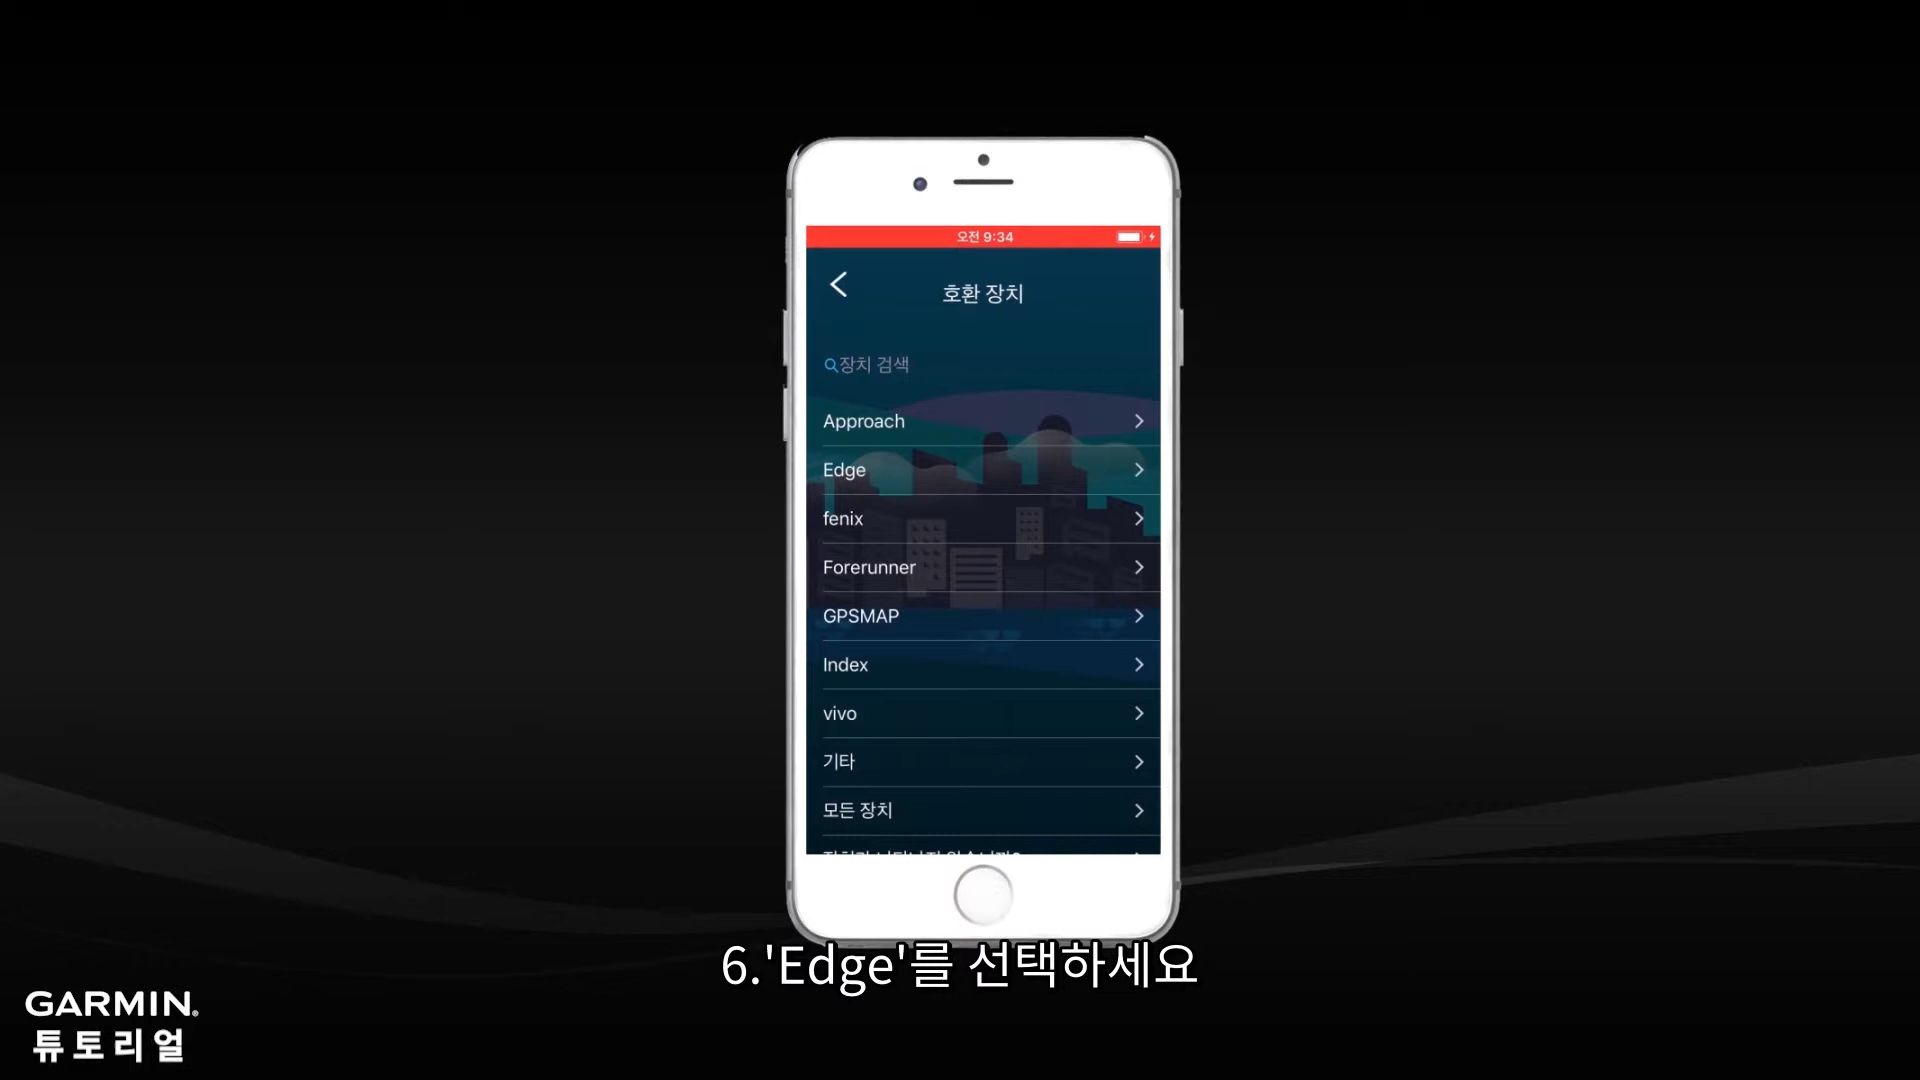 오전 9:34
호환 장치
장치 검색
Approach
Edge
fenix
Forerunner
GPSMAP
Index
vivo
기타
모든 장치
6.'Edge'를 선택하세요
GARMIN®
튜토리얼